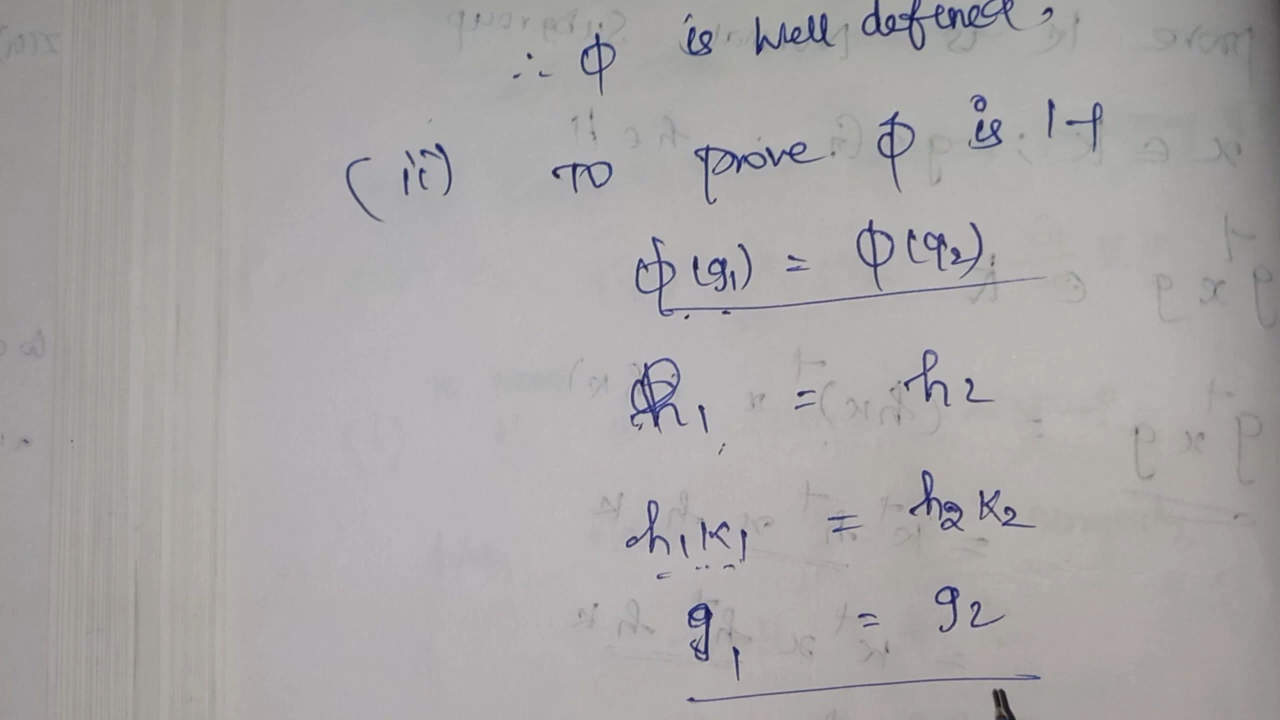 ∴ φ is well defined,
(ii) TO prove φ is 1-1
φ(g₁) = φ(g₂)
h₁ = h₂
h₁k₁ = h₂k₂
g₁ = g₂